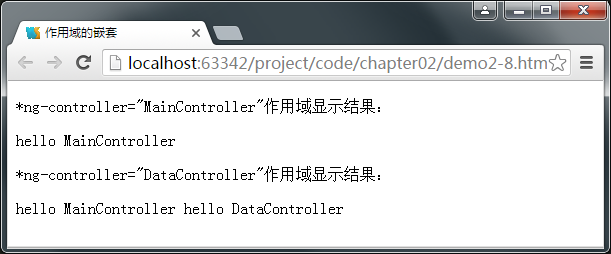 作用域的嵌套
localhost:63342/project/code/chapter02/demo2-8.htm
*ng-controller="MainController"作用域显示结果：
hello MainController
*ng-controller="DataController"作用域显示结果：
hello MainController hello DataController